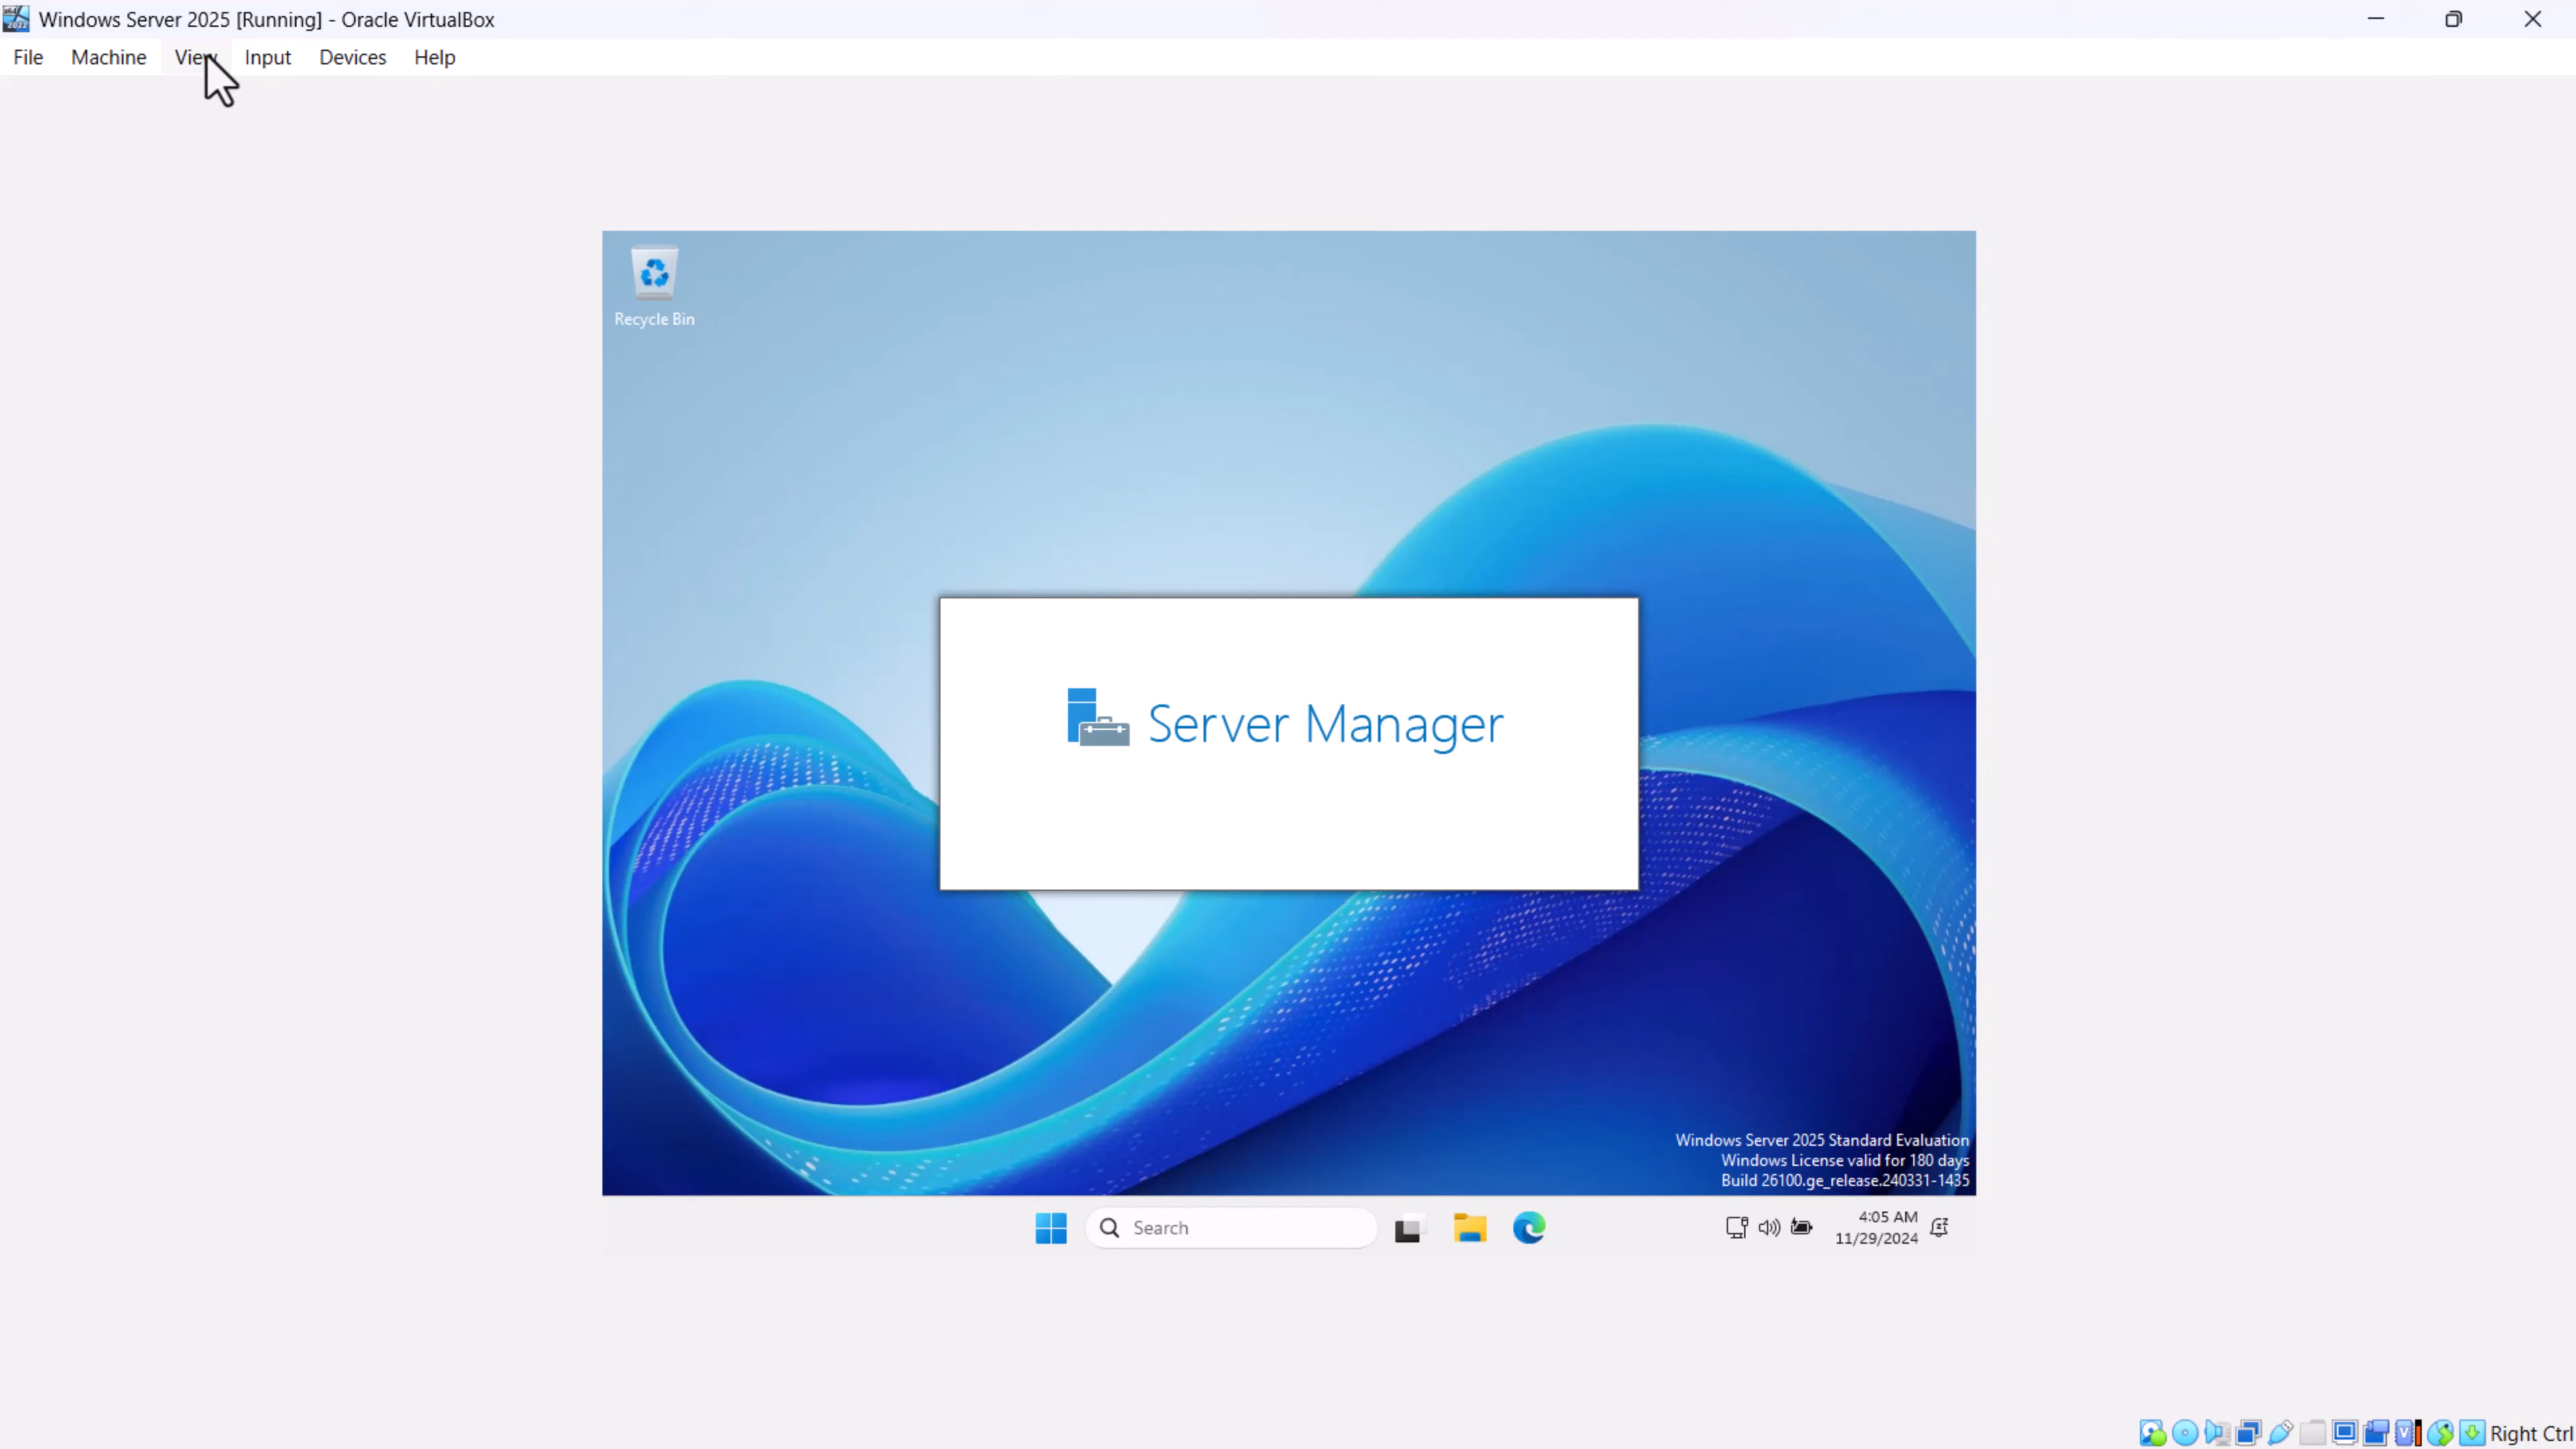 Windows Server 2025 [Running] - Oracle VirtualBox
File Machine View Input Devices Help
Recycle Bin
Server Manager
Windows Server 2025 Standard Evaluation
Windows License valid for 180 days
Build 26100.ge_release.240331-1435
Search
4:05 AM
11/29/2024
Right Ctrl